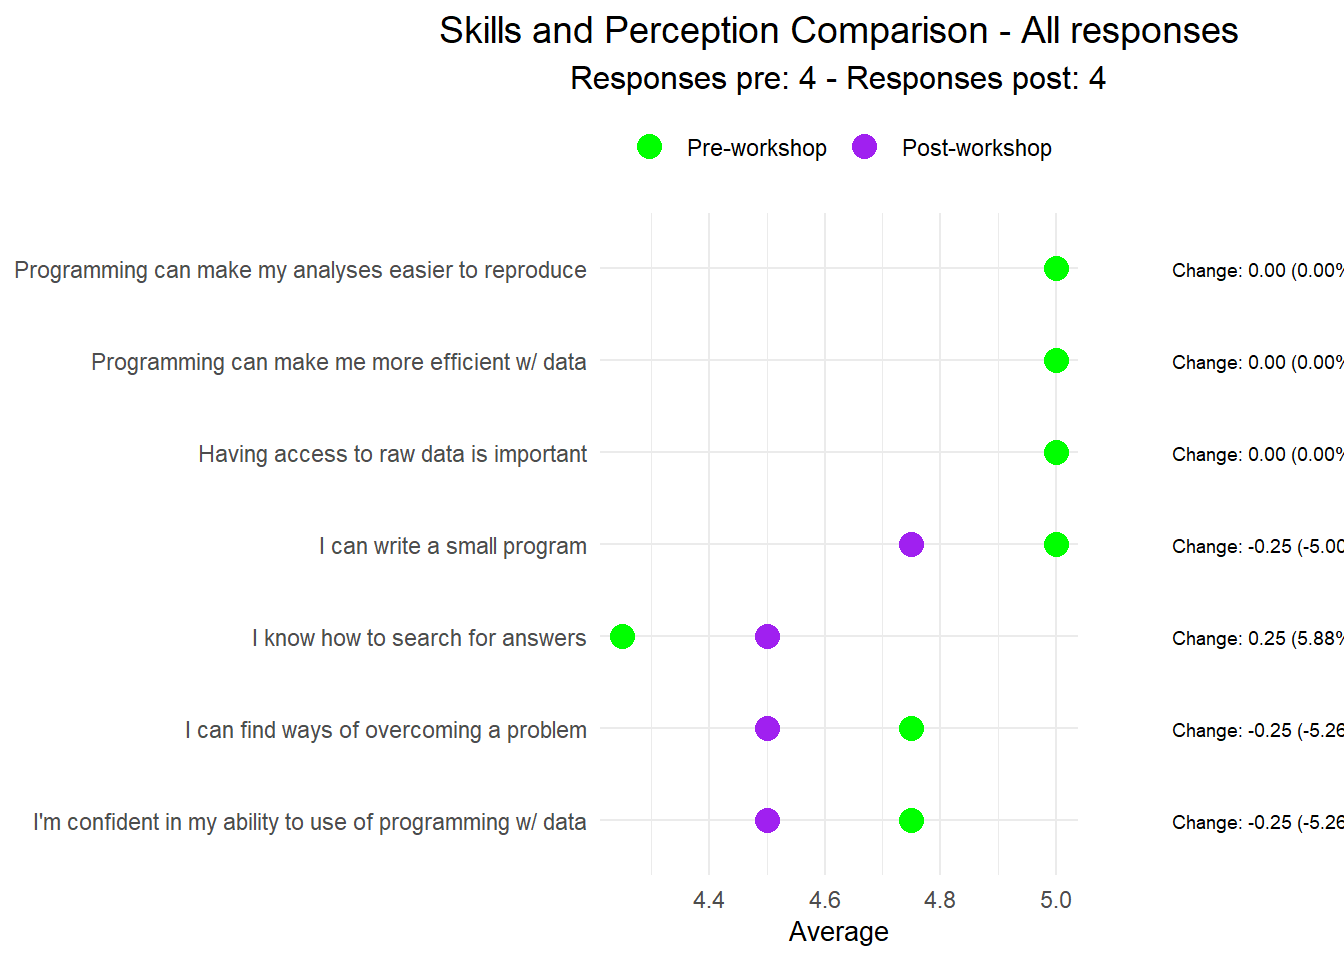 Skills and Perception Comparison - All responses
Responses pre: 4 - Responses post: 4
Pre-workshop Post-workshop
Programming can make my analyses easier to reproduce Change: 0.00 (0.00%
Programming can make me more efficient w/ data Change: 0.00 (0.00%
Having access to raw data is important Change: 0.00 (0.00%
I can write a small program Change: -0.25 (-5.00
I know how to search for answers Change: 0.25 (5.88%
I can find ways of overcoming a problem Change: -0.25 (-5.26
I'm confident in my ability to use of programming w/ data Change: -0.25 (-5.26
4.4 4.6 4.8 5.0
Average